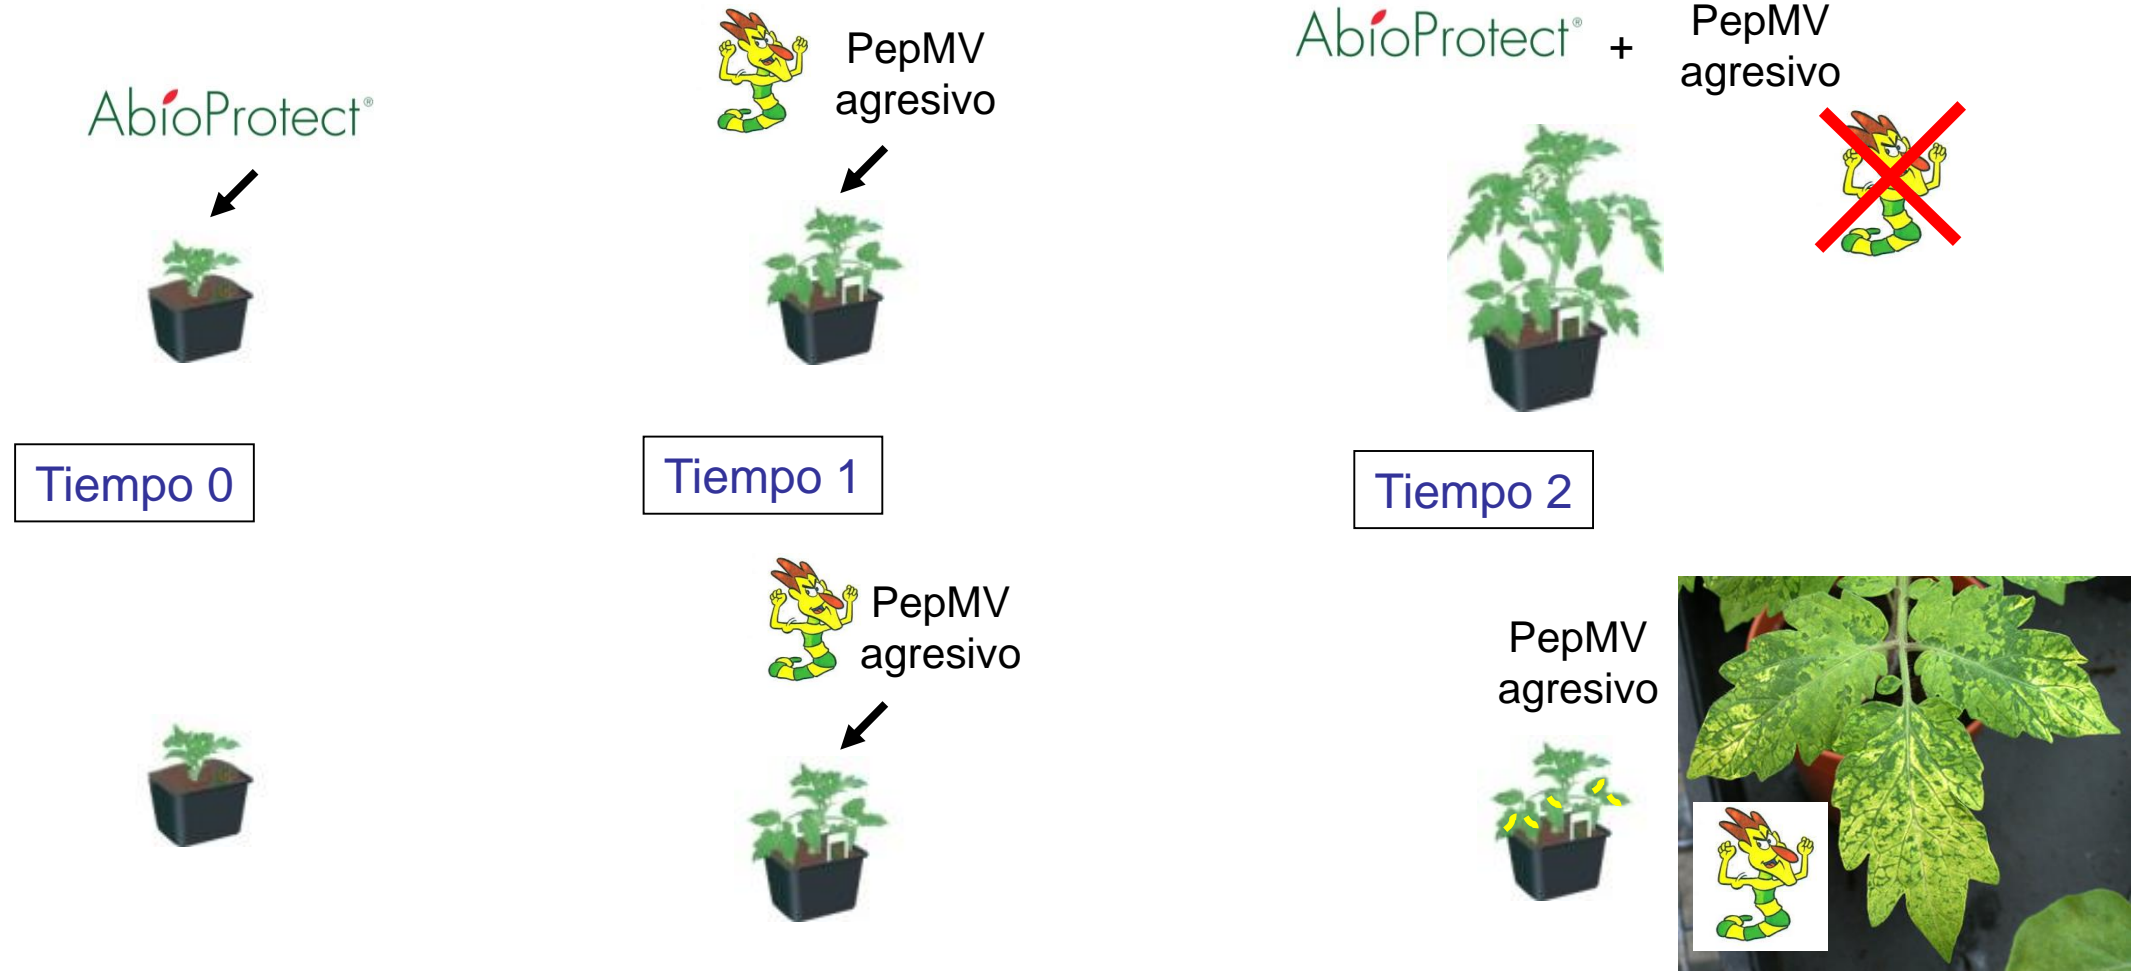 AbioProtect®
PepMV
agresivo
AbioProtect® +
PepMV
agresivo
Tiempo 0
Tiempo 1
Tiempo 2
PepMV
agresivo
PepMV
agresivo